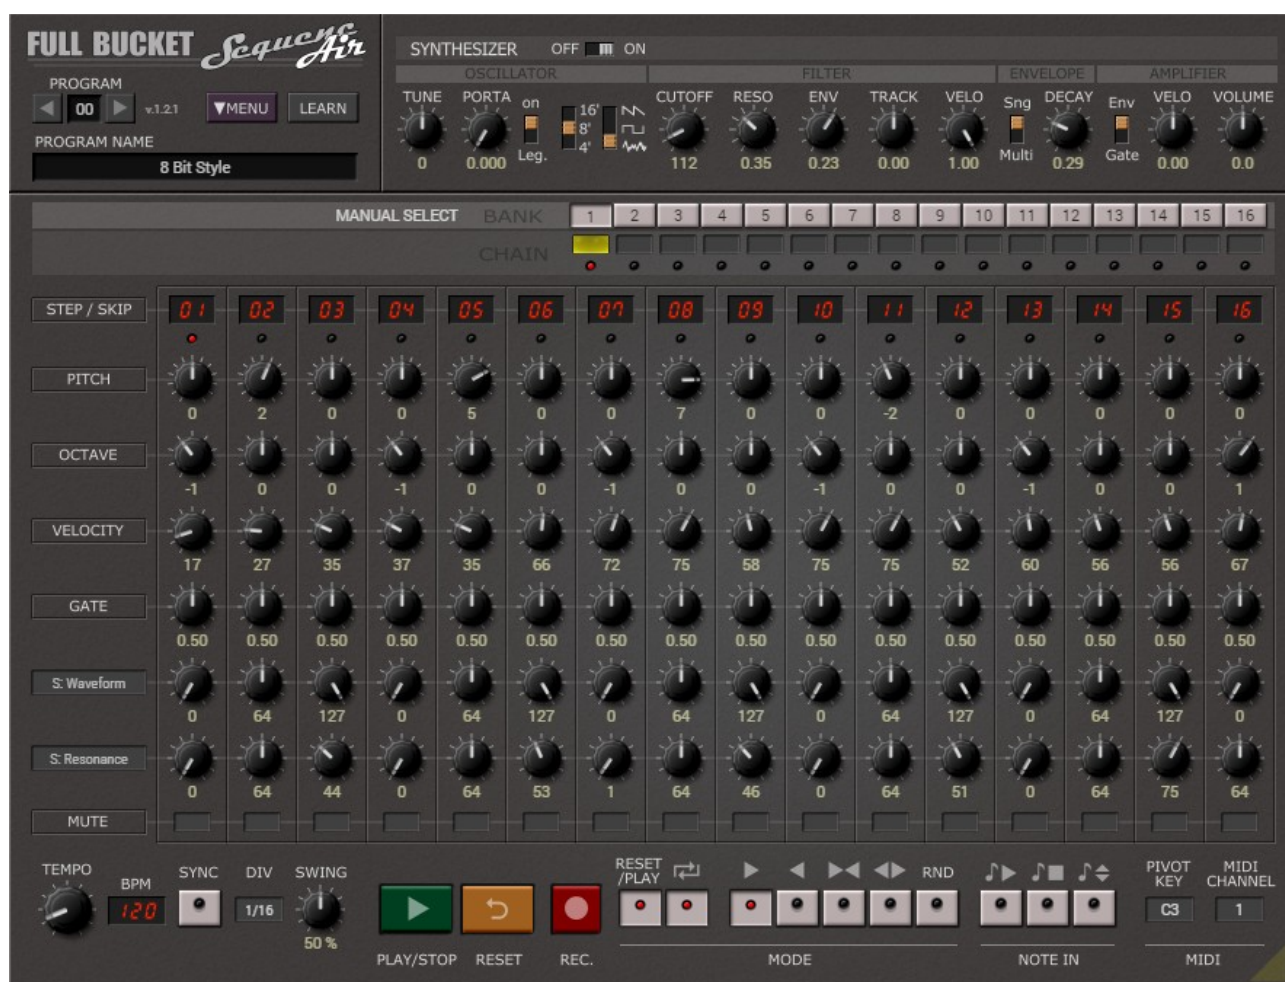 FULL BUCKET SequencAir
SYNTHESIZER OFF ON
OSCILLATOR FILTER ENVELOPE AMPLIFIER
PROGRAM
00 v.1.2.1 ▼MENU LEARN
TUNE PORTA on 16' CUTOFF RESO ENV TRACK VELO Sng DECAY Env VELO VOLUME
8'
Leg. 4' Multi Gate
0 0.000 112 0.35 0.23 0.00 1.00 0.29 0.00 0.0
PROGRAM NAME
8 Bit Style
MANUAL SELECT BANK 1 2 3 4 5 6 7 8 9 10 11 12 13 14 15 16
CHAIN
STEP / SKIP 01 02 03 04 05 06 07 08 09 10 11 12 13 14 15 16
PITCH
0 2 0 0 5 0 0 7 0 0 -2 0 0 0 0 0
OCTAVE
-1 0 0 -1 0 0 -1 0 0 -1 0 0 -1 0 0 1
VELOCITY
17 27 35 37 35 66 72 75 58 75 75 52 60 56 56 67
GATE
0.50 0.50 0.50 0.50 0.50 0.50 0.50 0.50 0.50 0.50 0.50 0.50 0.50 0.50 0.50 0.50
S: Waveform
0 64 127 0 64 127 0 64 127 0 64 127 0 64 127 0
S: Resonance
0 64 44 0 64 53 1 64 46 0 64 51 0 64 75 64
MUTE
TEMPO BPM SYNC DIV SWING RESET /PLAY RND PIVOT KEY MIDI CHANNEL
120 1/16 C3 1
50 %
PLAY/STOP RESET REC. MODE NOTE IN MIDI